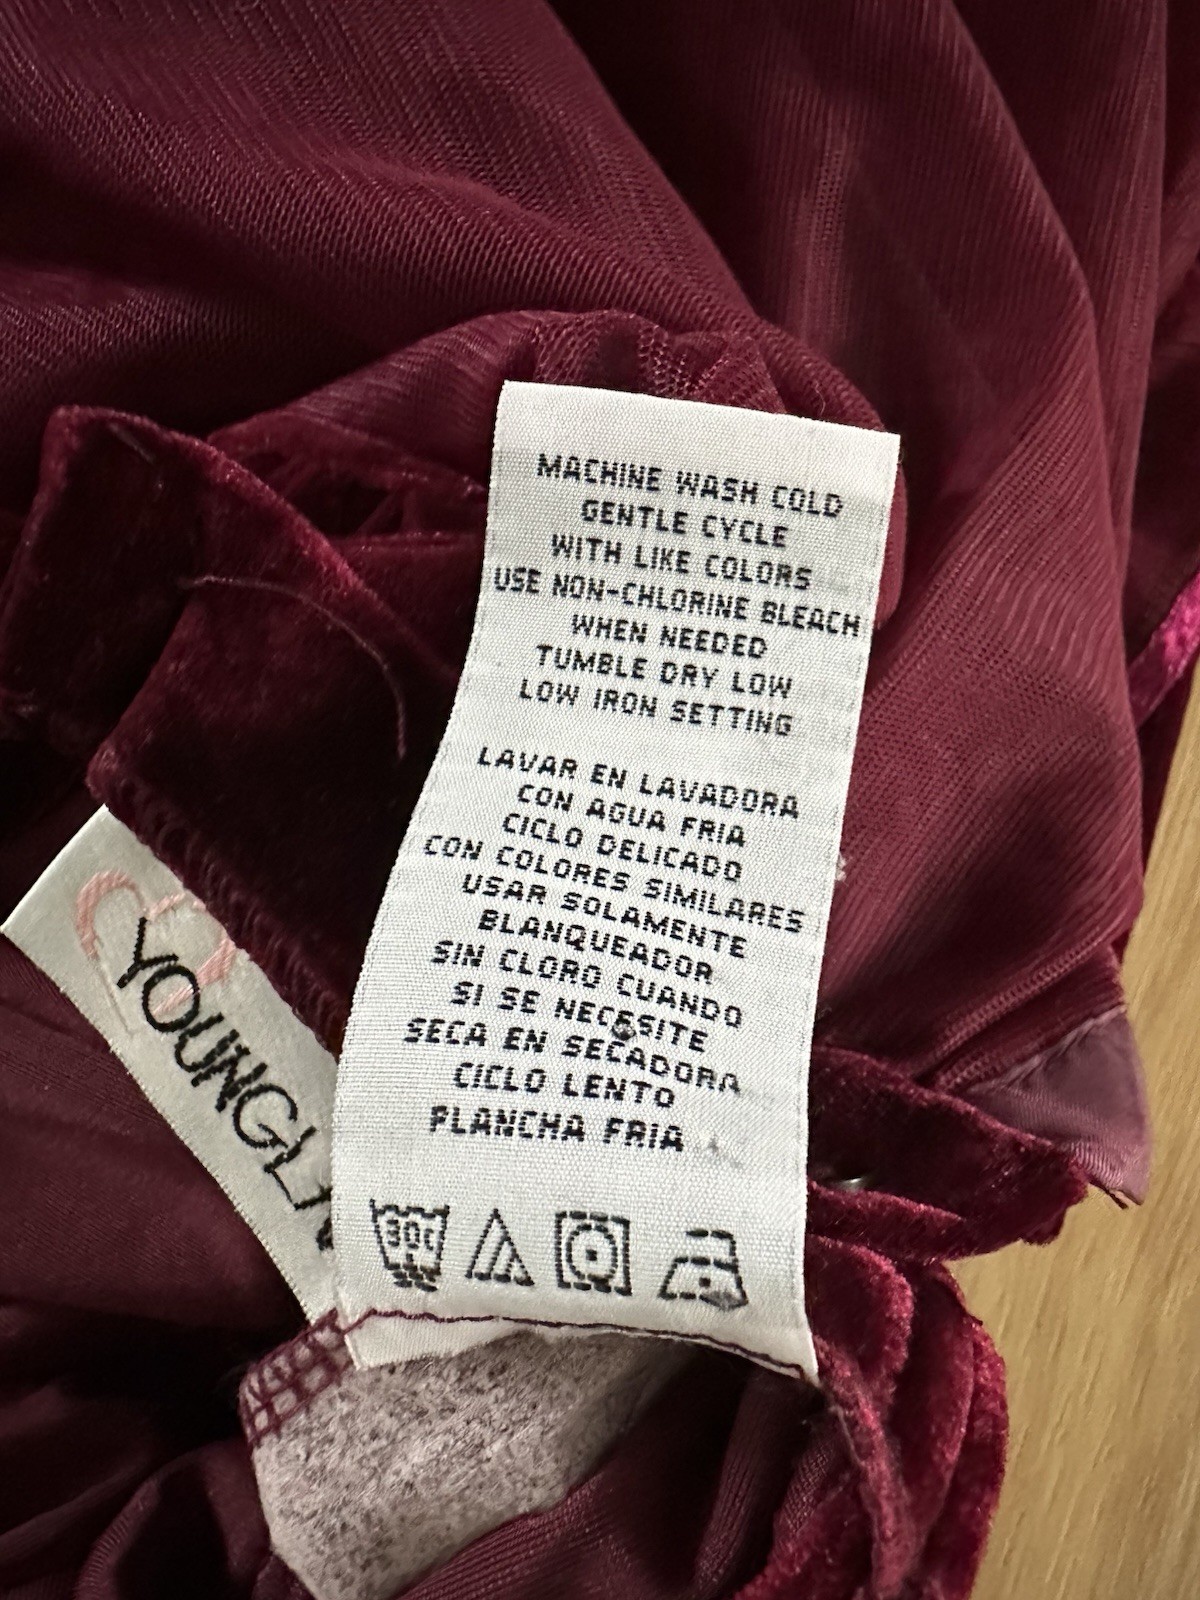 MACHINE WASH COLD
GENTLE CYCLE
WITH LIKE COLORS
USE NON-CHLORINE BLEACH
WHEN NEEDED
TUMBLE DRY LOW
LOW IRON SETTING
LAVAR EN LAVADORA
CON AGUA FRIA
CICLO DELICADO
CON COLORES SIMILARES
USAR SOLAMENTE
BLANQUEADOR
SIN CLORO CUANDO
SI SE NECESITE
SECA EN SECADORA
CICLO LENTO
PLANCHA FRIA
30C